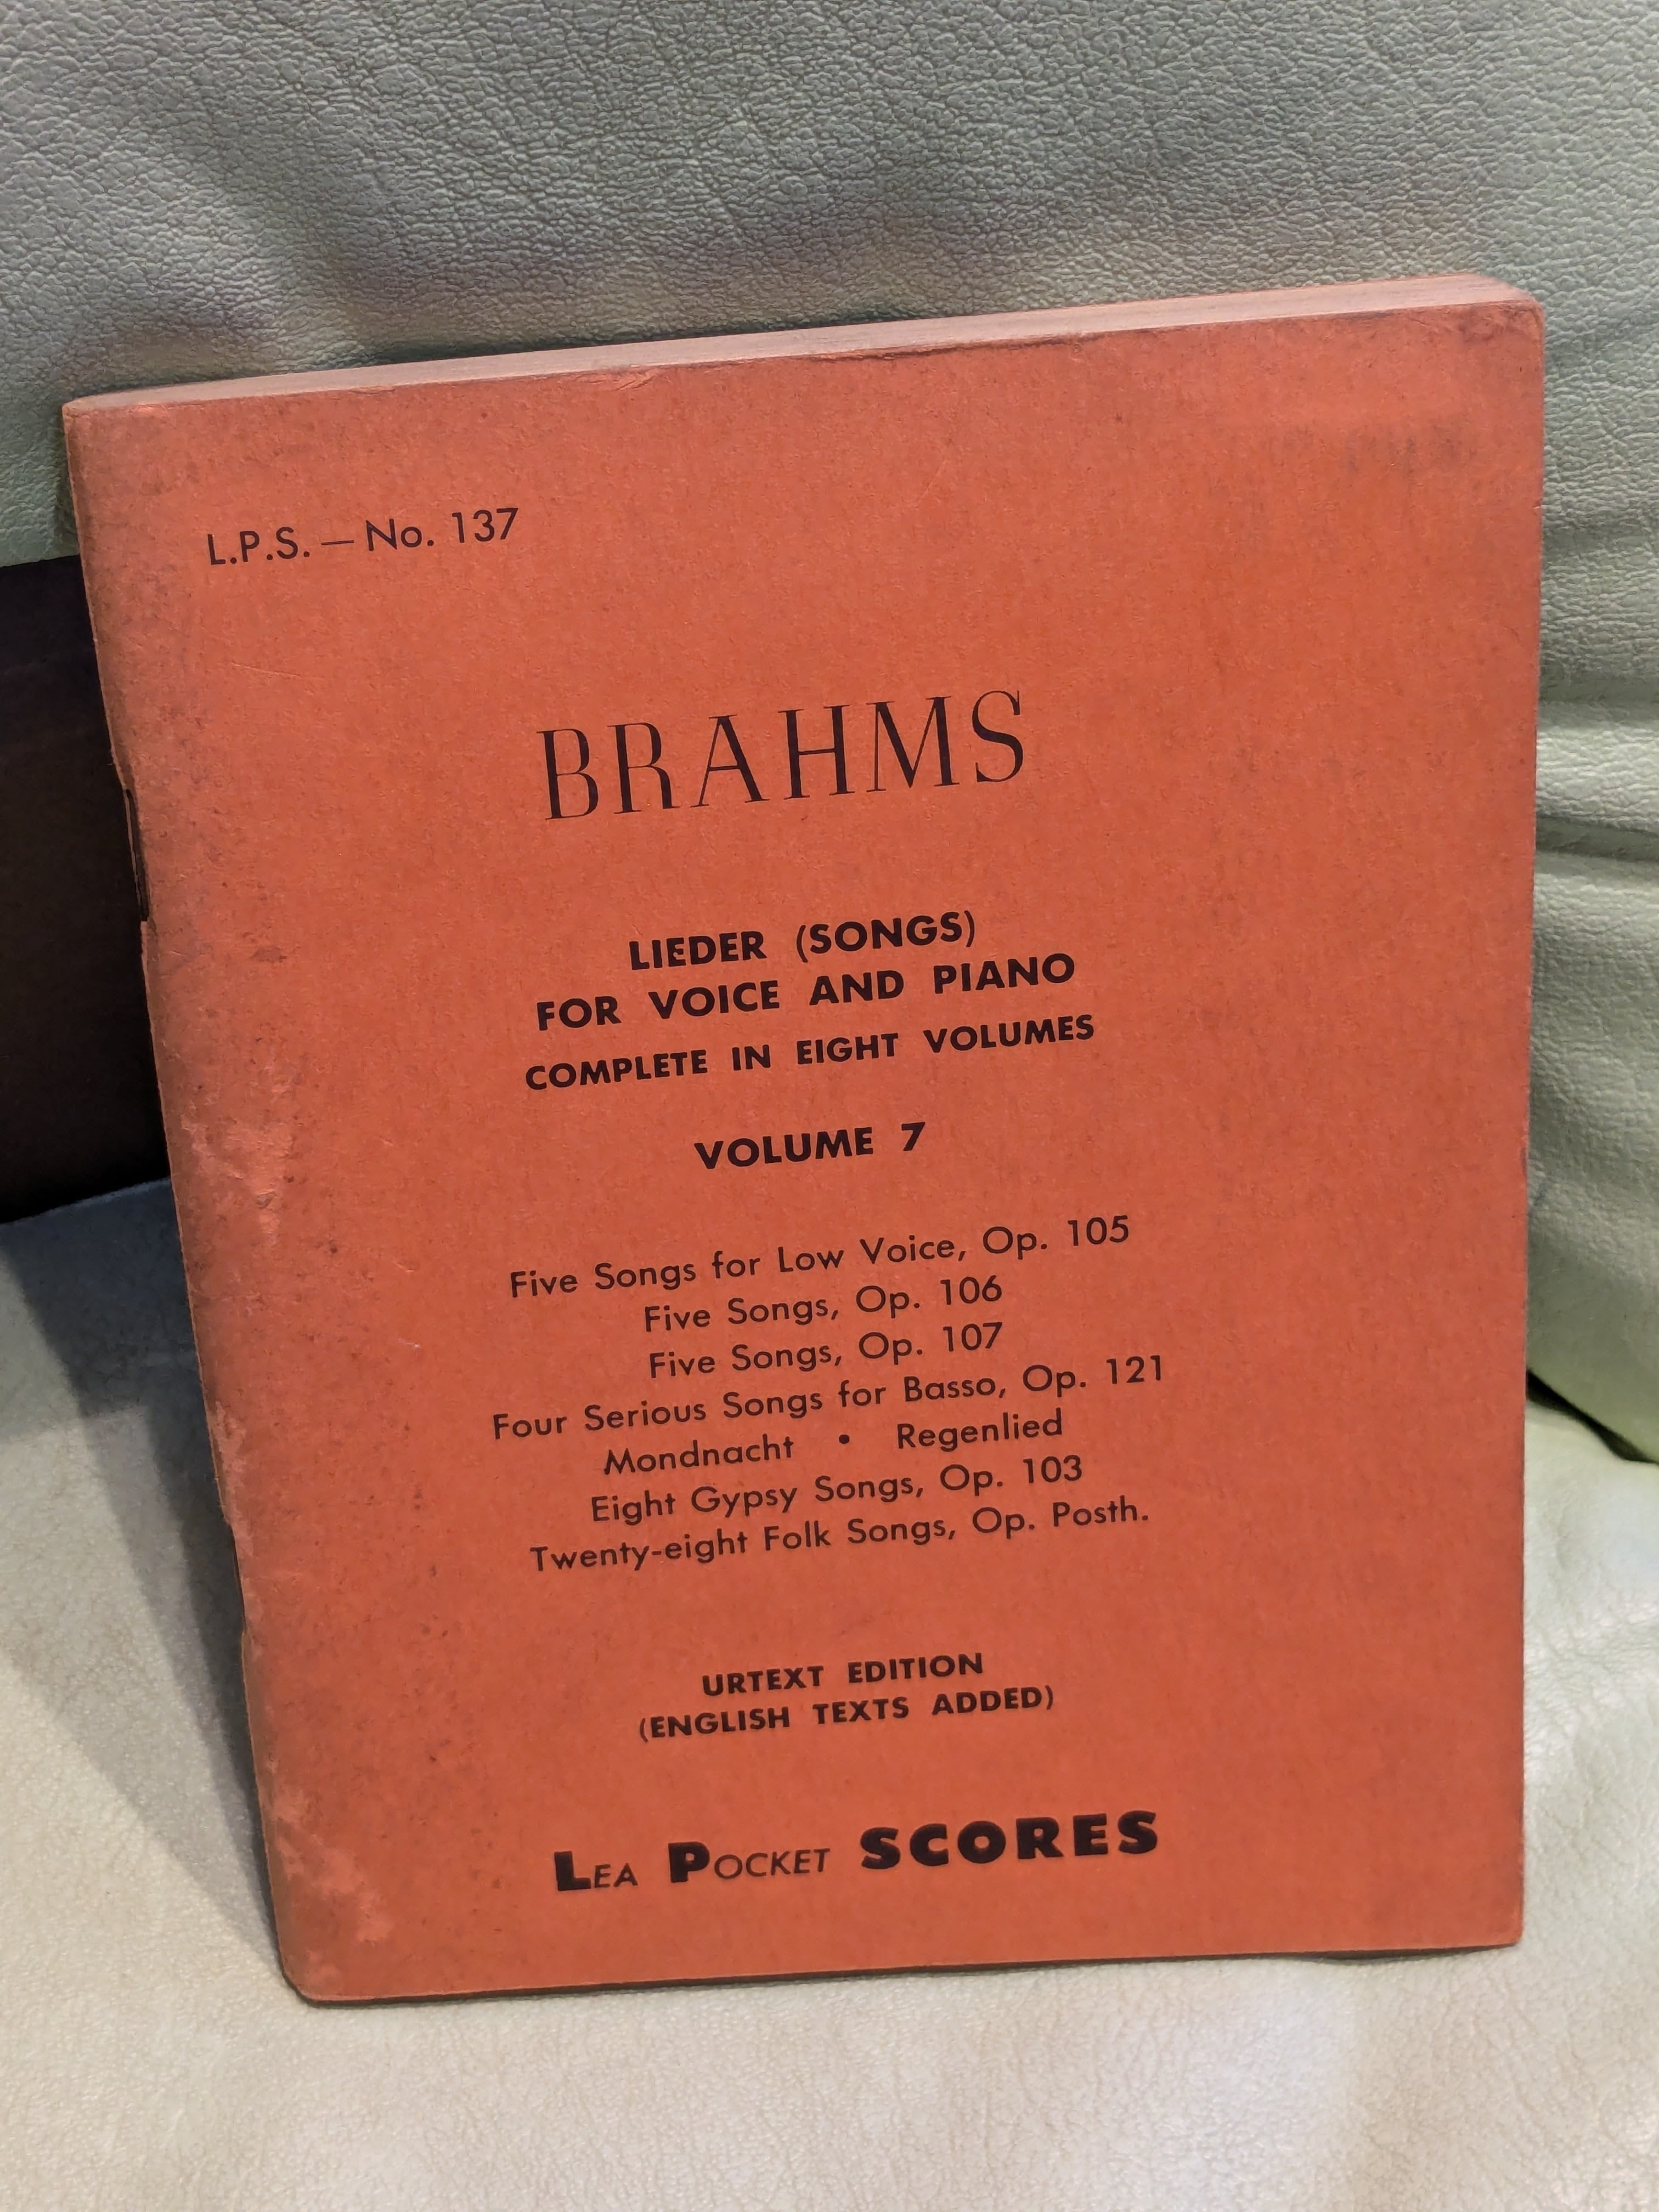 L.P.S. — No. 137
BRAHMS
LIEDER (SONGS)
FOR VOICE AND PIANO
COMPLETE IN EIGHT VOLUMES
VOLUME 7
Five Songs for Low Voice, Op. 105
Five Songs, Op. 106
Five Songs, Op. 107
Four Serious Songs for Basso, Op. 121
Mondnacht • Regenlied
Eight Gypsy Songs, Op. 103
Twenty-eight Folk Songs, Op. Posth.
URTEXT EDITION
(ENGLISH TEXTS ADDED)
LEA POCKET SCORES